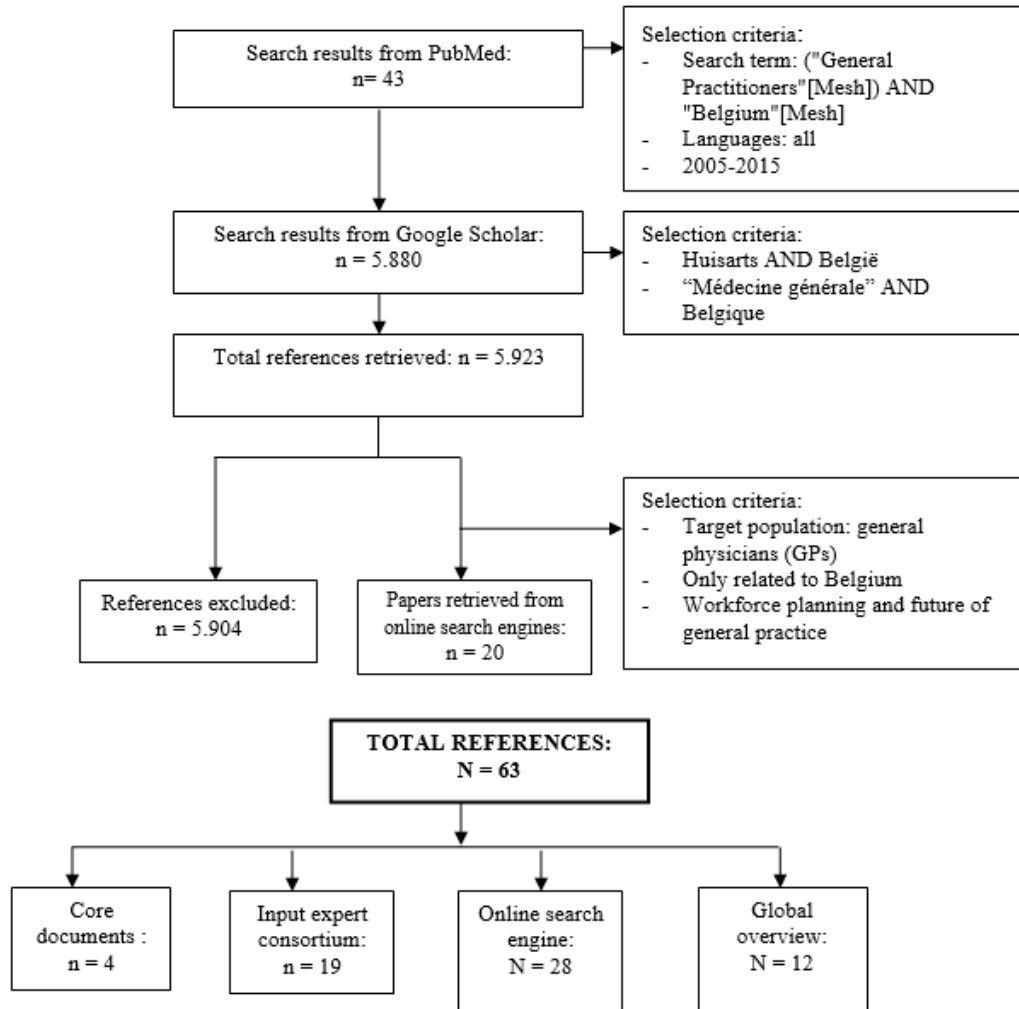 Search results from PubMed:
n= 43
Selection criteria:
- Search term: ("General
Practitioners"[Mesh]) AND
"Belgium"[Mesh]
- Languages: all
- 2005-2015
Search results from Google Scholar:
n = 5.880
Selection criteria:
- Huisarts AND België
- “Médecine générale” AND
Belgique
Total references retrieved: n = 5.923
Selection criteria:
- Target population: general
physicians (GPs)
- Only related to Belgium
- Workforce planning and future of
general practice
References excluded:
n = 5.904
Papers retrieved from
online search engines:
n = 20
TOTAL REFERENCES:
N = 63
Core
documents :
n = 4
Input expert
consortium:
n = 19
Online search
engine:
N = 28
Global
overview:
N = 12